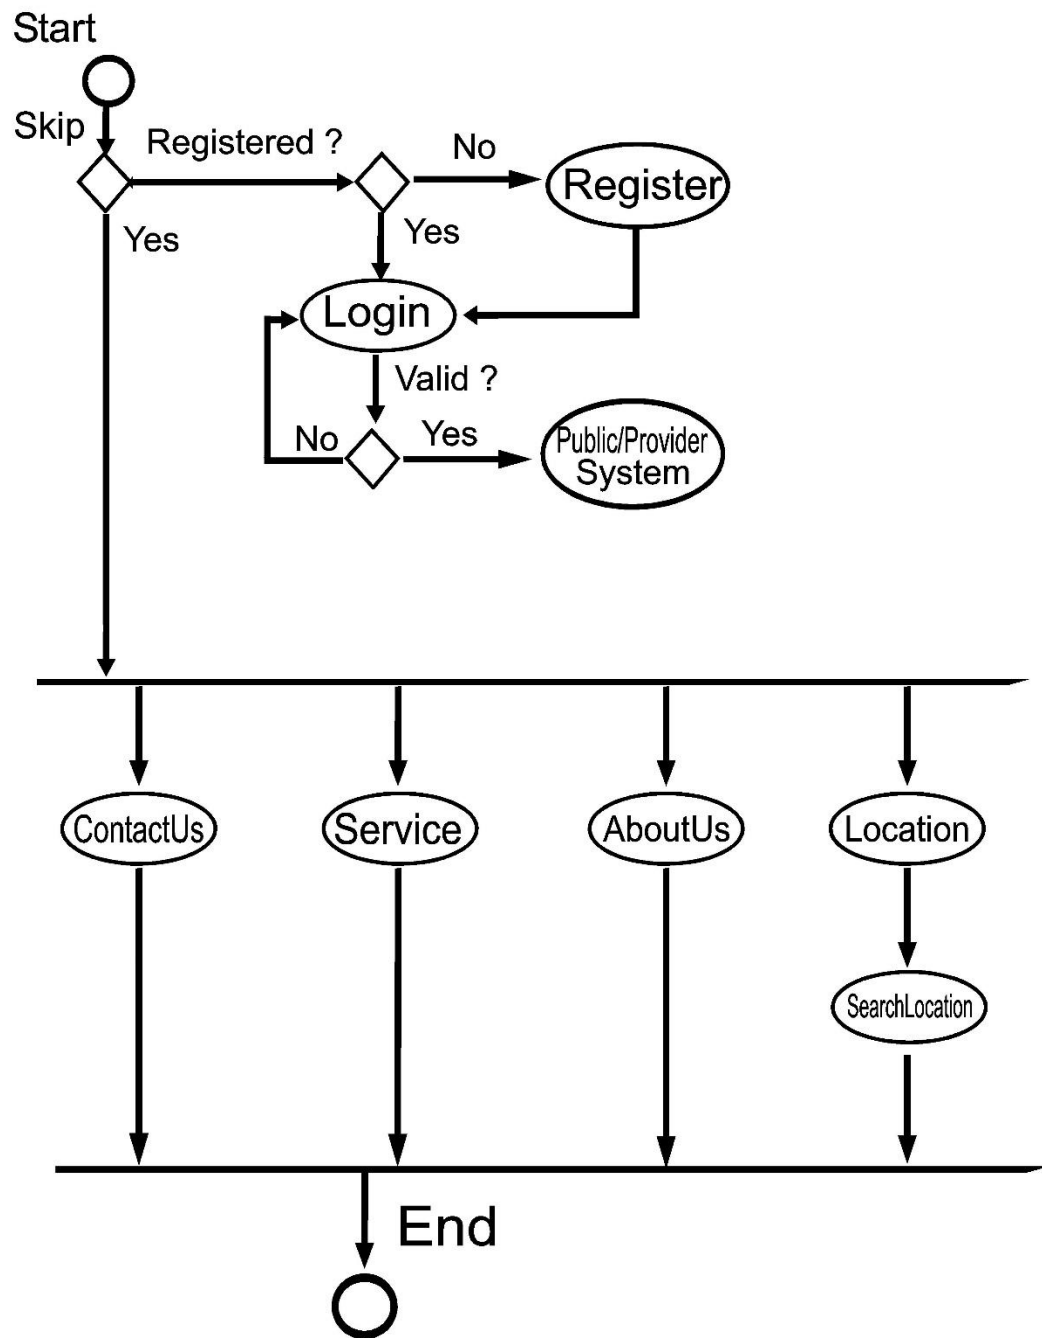 Start
Skip
Registered ?
No
Register
Yes
Yes
Login
Valid ?
No
Yes
Public/Provider
System
ContactUs
Service
AboutUs
Location
SearchLocation
End